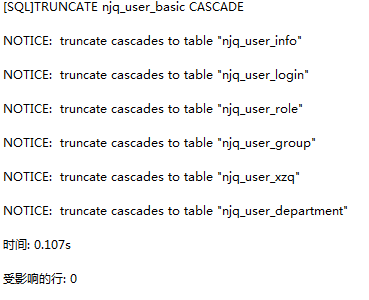 [SQL]TRUNCATE njq_user_basic CASCADE
NOTICE:  truncate cascades to table "njq_user_info"
NOTICE:  truncate cascades to table "njq_user_login"
NOTICE:  truncate cascades to table "njq_user_role"
NOTICE:  truncate cascades to table "njq_user_group"
NOTICE:  truncate cascades to table "njq_user_xzq"
NOTICE:  truncate cascades to table "njq_user_department"
时间: 0.107s
受影响的行: 0